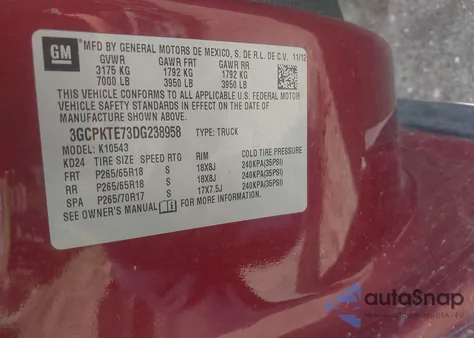 GM
MFD BY GENERAL MOTORS DE MEXICO, S. DE R.L. DE C.V. 11/12
GVWR GAWR FRT GAWR RR
3175 KG 1792 KG 1792 KG
7000 LB 3950 LB 3950 LB
THIS VEHICLE CONFORMS TO ALL APPLICABLE U.S. FEDERAL MOTOR
VEHICLE SAFETY STANDARDS IN EFFECT ON THE DATE OF
MANUFACTURE SHOWN ABOVE.
3GCPKTE73DG238958 TYPE: TRUCK
MODEL: K10543
KD24 TIRE SIZE SPEED RTG RIM COLD TIRE PRESSURE
FRT P265/65R18 S 18X8J 240KPA(35PSI)
RR P265/65R18 S 18X8J 240KPA(35PSI)
SPA P265/70R17 S 17X7.5J 240KPA(35PSI)
SEE OWNER'S MANUAL FOR MORE INFORMATION.
autoSnap